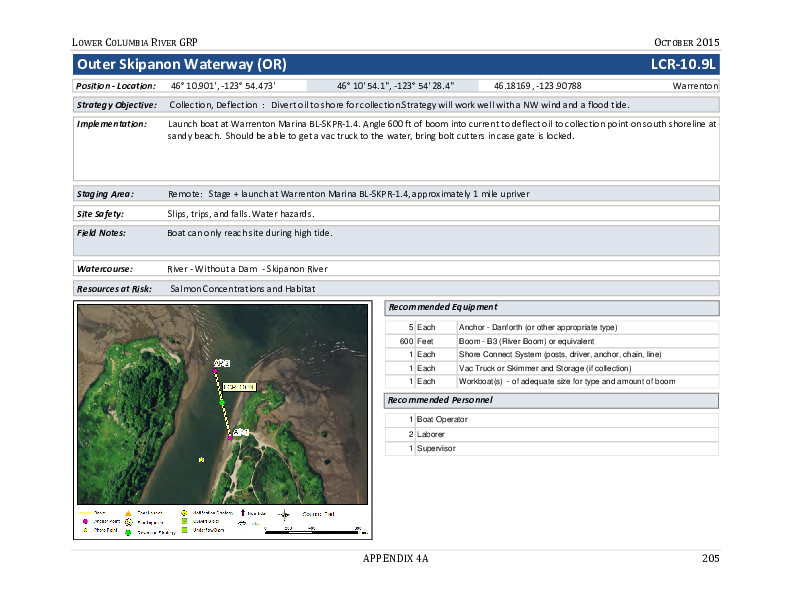 LOWER COLUMBIA RIVER GRP OCTOBER 2015
Outer Skipanon Waterway (OR) LCR-10.9L
Position - Location: 46° 10.901', -123° 54.473' 46° 10' 54.1", -123° 54' 28.4" 46.18169 , -123.90788 Warrenton
Strategy Objective: Collection, Deflection : Divert oil to shore for collection.Strategy will work well with a NW wind and a flood tide.
Implementation: Launch boat at Warrenton Marina BL-SKPR-1.4. Angle 600 ft of boom into current to deflect oil to collection point on south shoreline at
sandy beach. Should be able to get a vac truck to the water, bring bolt cutters in case gate is locked.
Staging Area: Remote: Stage + launch at Warrenton Marina BL-SKPR-1.4, approximately 1 mile upriver
Site Safety: Slips, trips, and falls. Water hazards.
Field Notes: Boat can only reach site during high tide.
Watercourse: River - Without a Dam - Skipanon River
Resources at Risk: Salmon Concentrations and Habitat
Recommended Equipment
5 Each Anchor - Danforth (or other appropriate type)
600 Feet Boom - B3 (River Boom) or equivalent
1 Each Shore Connect System (posts, driver, anchor, chain, line)
1 Each Vac Truck or Skimmer and Storage (if collection)
1 Each Workboat(s) - of adequate size for type and amount of boom
Recommended Personnel
1 Boat Operator
2 Laborer
1 Supervisor
LCR-10.9L
Anchor Point
Photo Point
Notification Strategy
APPENDIX 4A 205